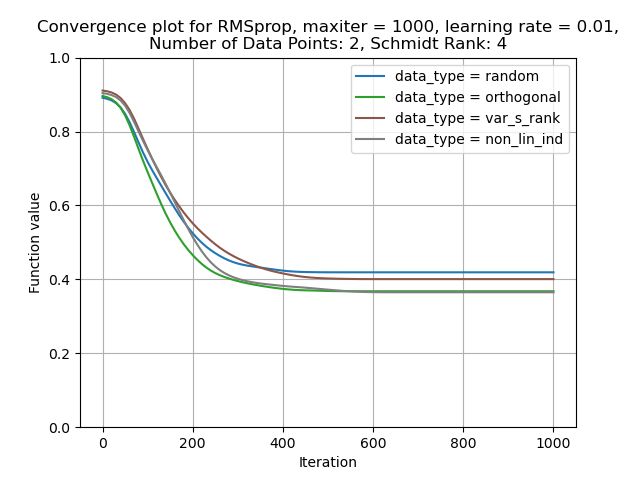 Convergence plot for RMSprop, maxiter = 1000, learning rate = 0.01,
Number of Data Points: 2, Schmidt Rank: 4
data_type = random
data_type = orthogonal
data_type = var_s_rank
data_type = non_lin_ind
Function value
1.0
0.8
0.6
0.4
0.2
0.0
0 200 400 600 800 1000
Iteration